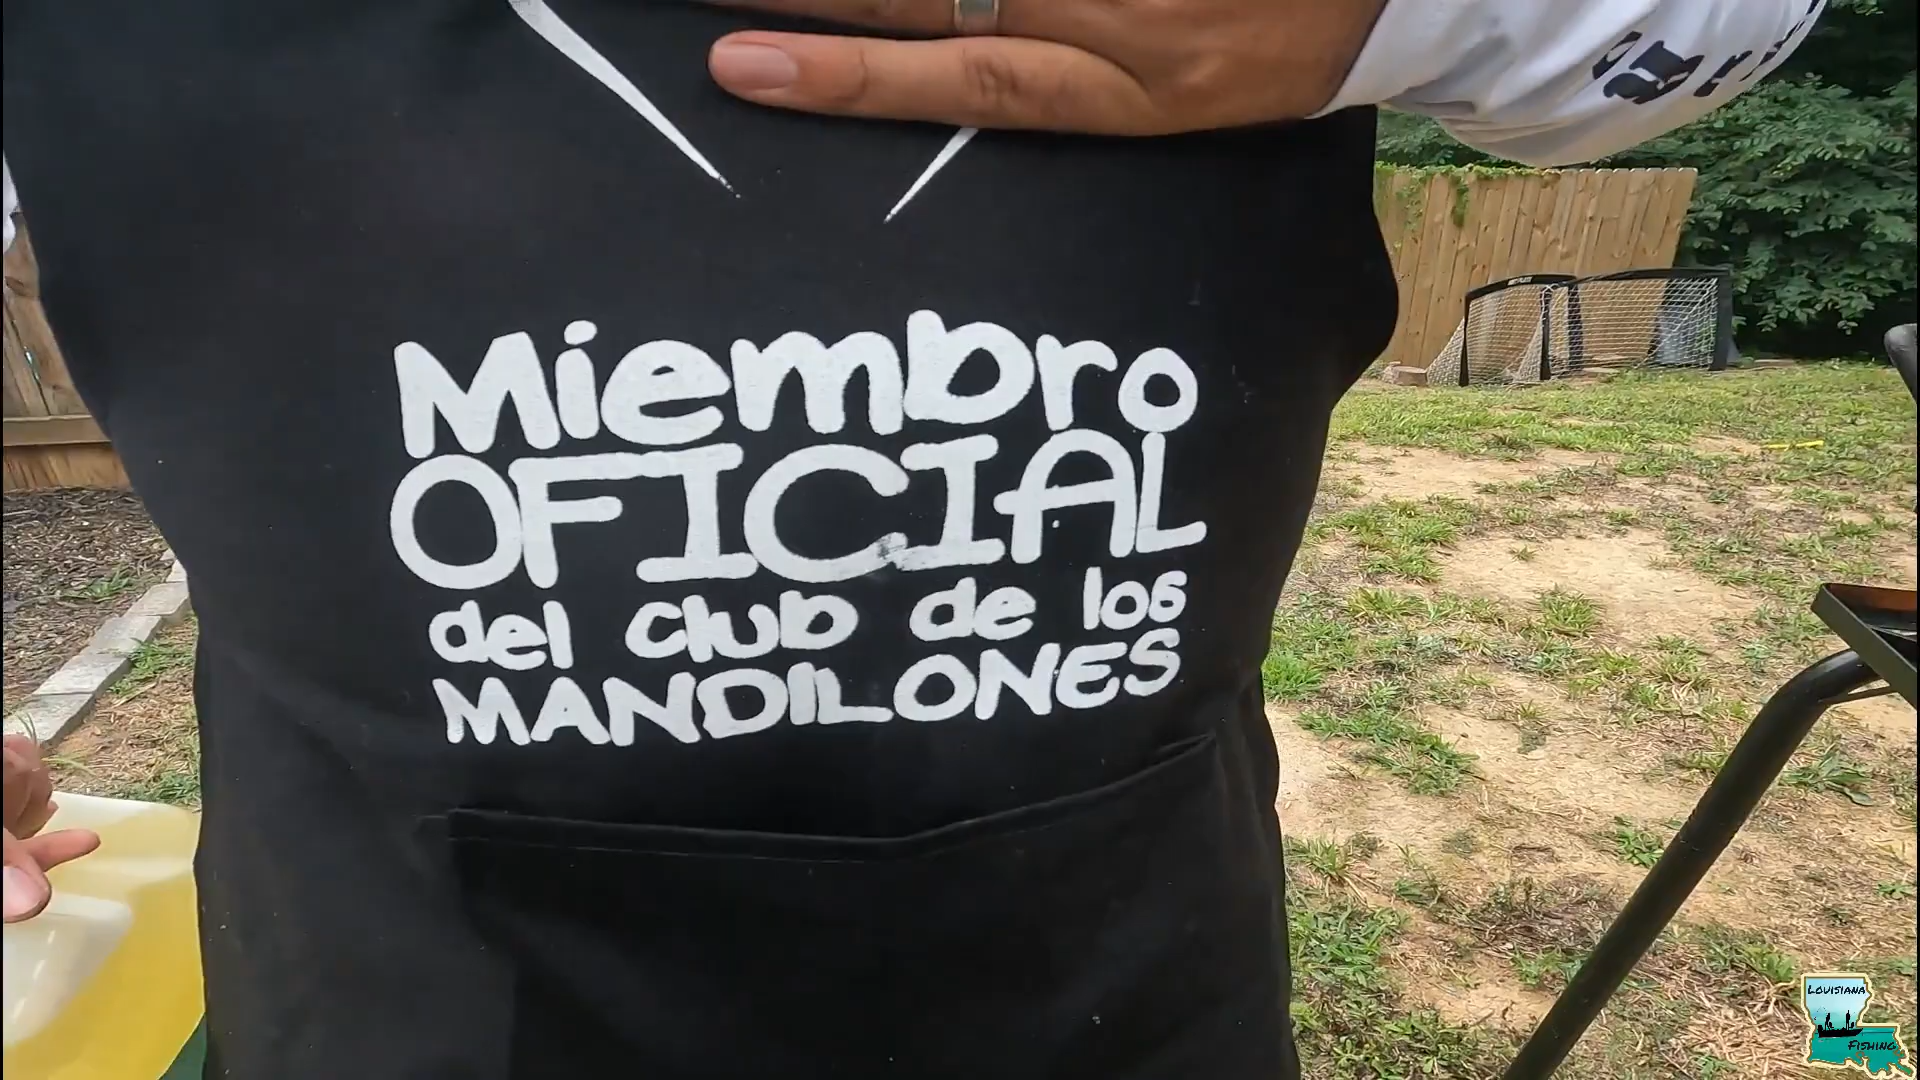 Miembro
OFICIAL
del club de los
MANDILONES
LOUISIANA
FISHING